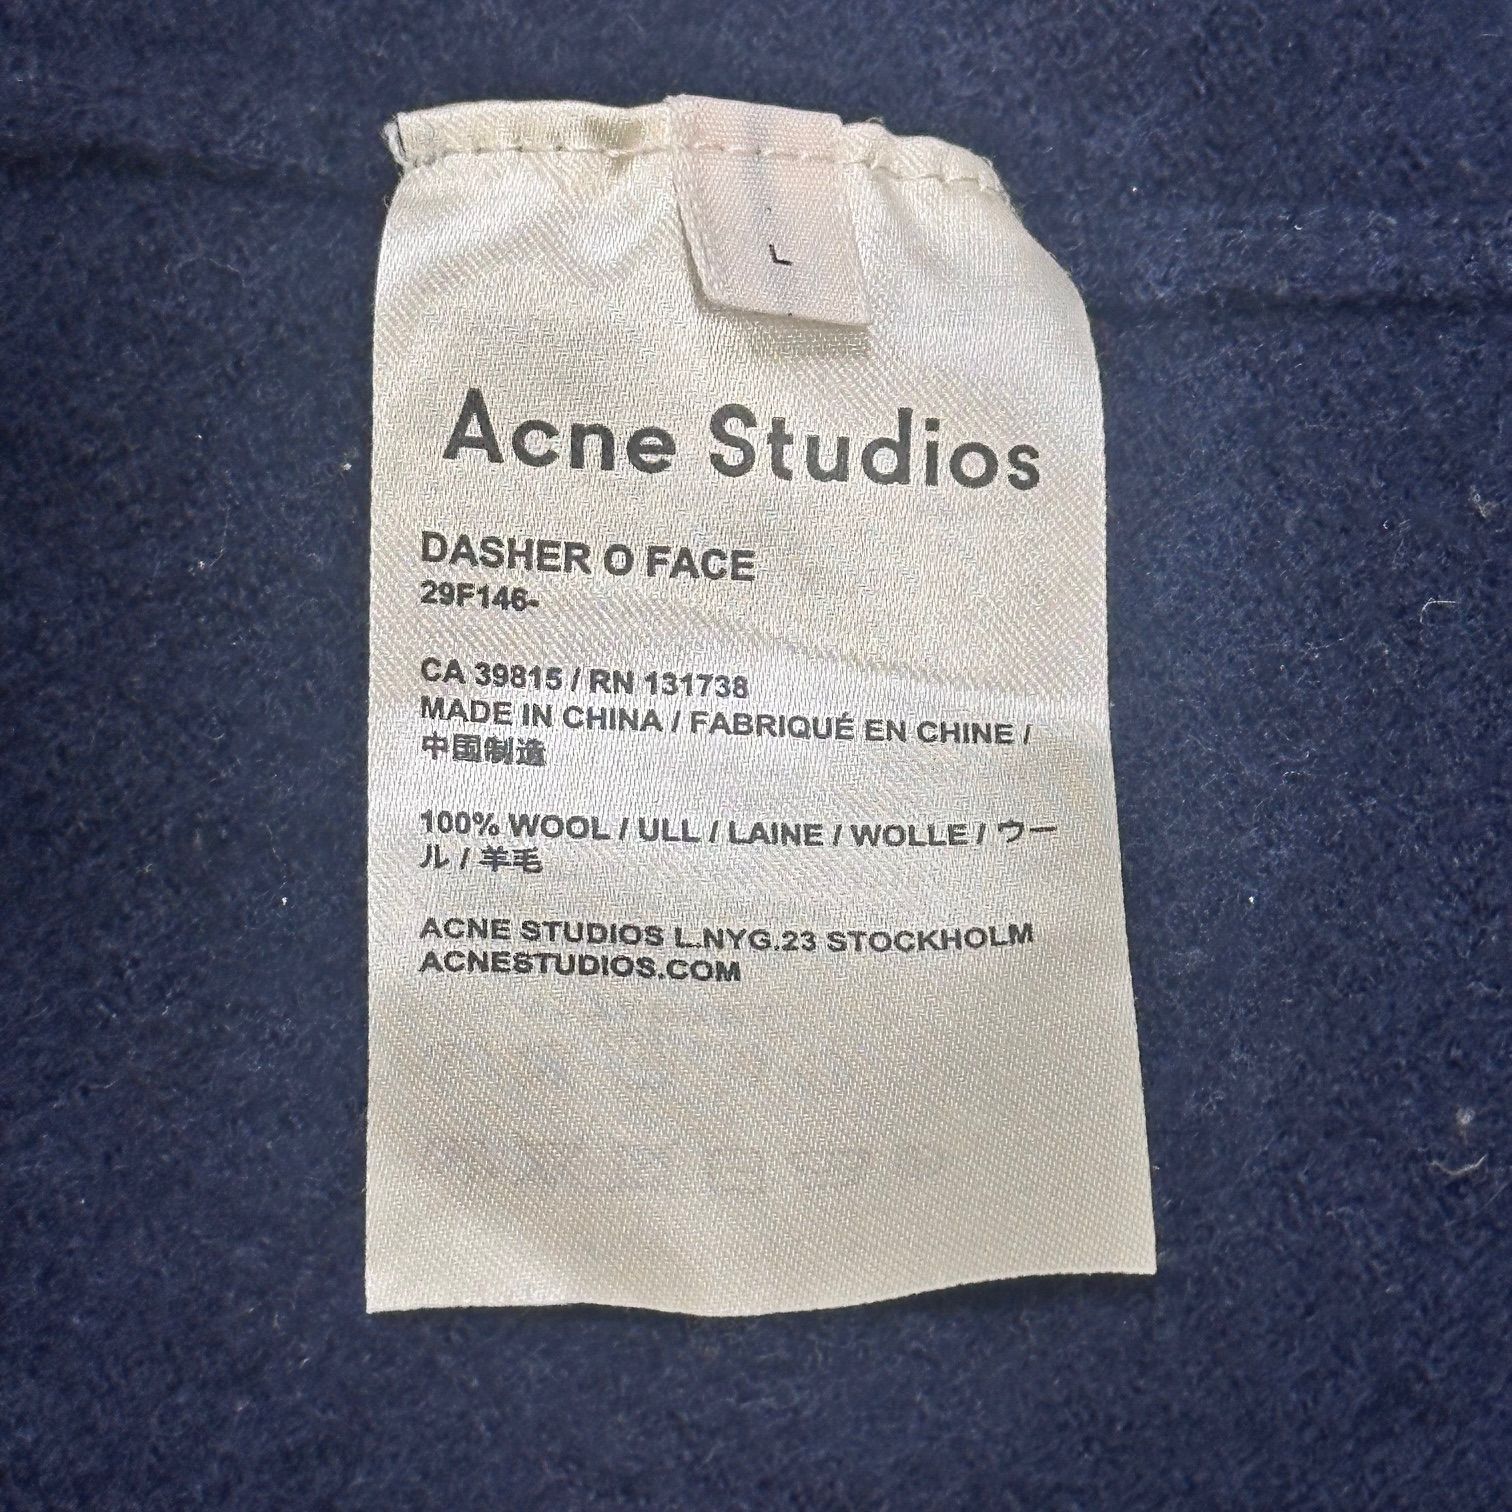 L
Acne Studios
DASHER O FACE
29F146-
CA 39815 / RN 131738
MADE IN CHINA / FABRIQUÉ EN CHINE /
中国制造
100% WOOL / ULL / LAINE / WOLLE / ウー
ル / 羊毛
ACNE STUDIOS L.NYG.23 STOCKHOLM
ACNESTUDIOS.COM